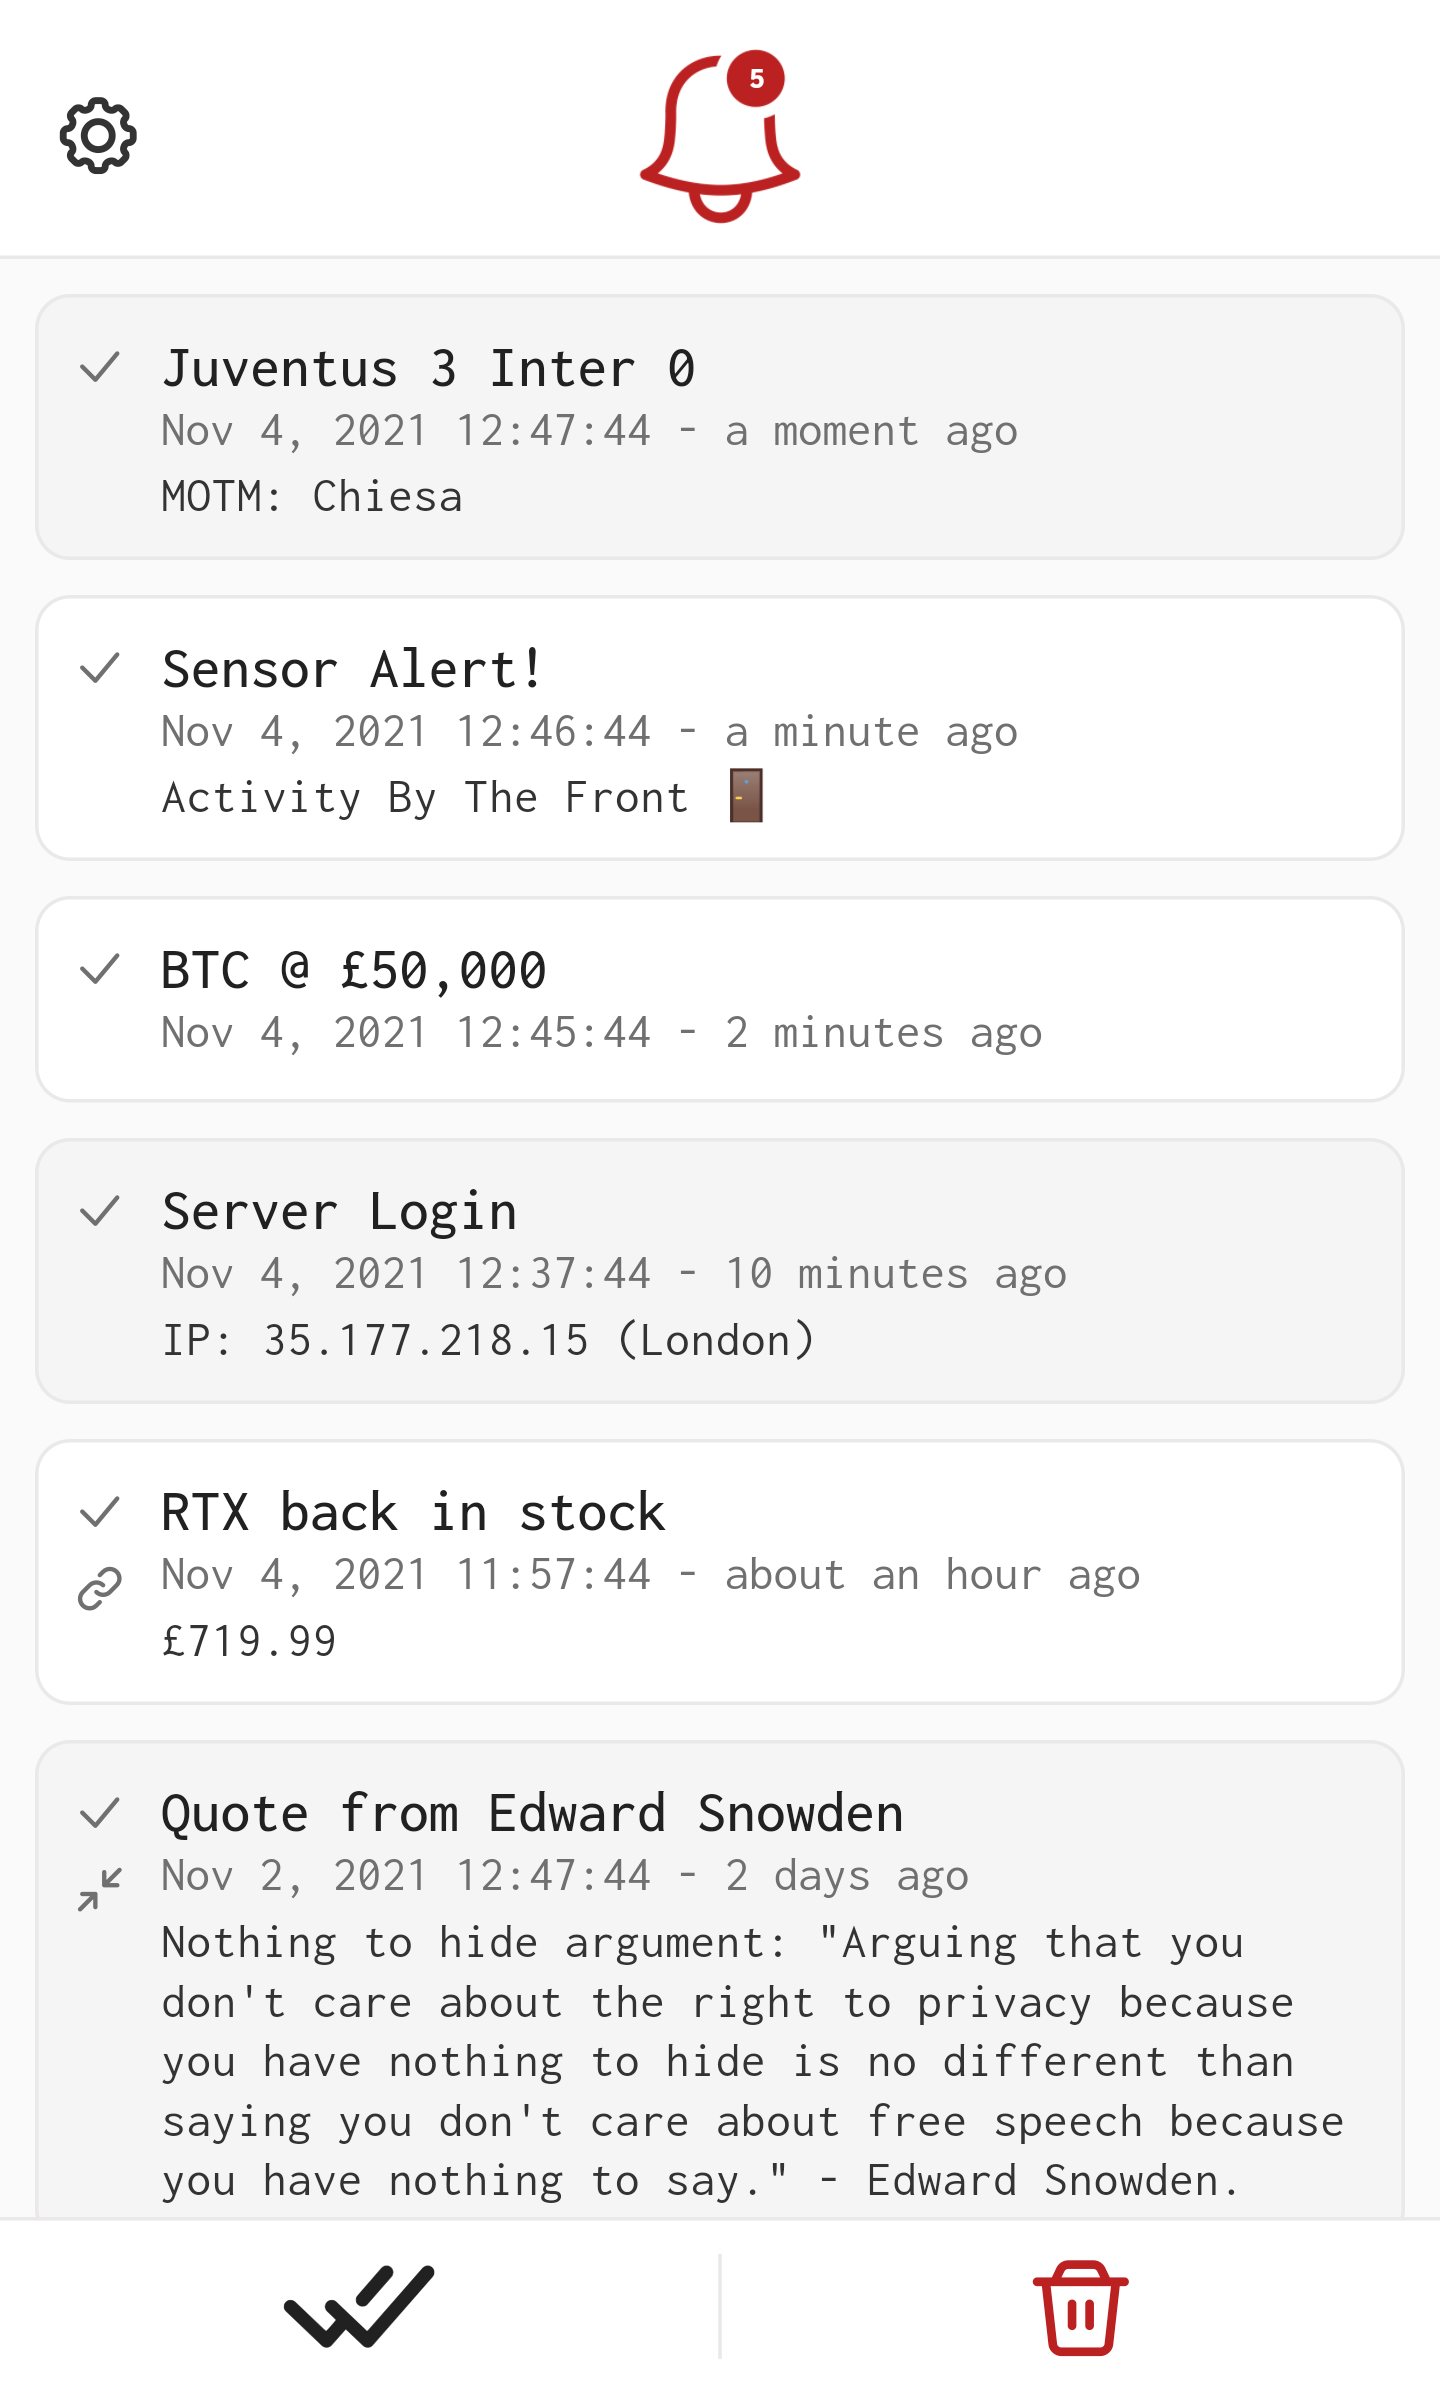 5
Juventus 3 Inter 0
Nov 4, 2021 12:47:44 - a moment ago
MOTM: Chiesa
Sensor Alert!
Nov 4, 2021 12:46:44 - a minute ago
Activity By The Front 🚪
BTC @ £50,000
Nov 4, 2021 12:45:44 - 2 minutes ago
Server Login
Nov 4, 2021 12:37:44 - 10 minutes ago
IP: 35.177.218.15 (London)
RTX back in stock
Nov 4, 2021 11:57:44 - about an hour ago
£719.99
Quote from Edward Snowden
Nov 2, 2021 12:47:44 - 2 days ago
Nothing to hide argument: "Arguing that you
don't care about the right to privacy because
you have nothing to hide is no different than
saying you don't care about free speech because
you have nothing to say." - Edward Snowden.